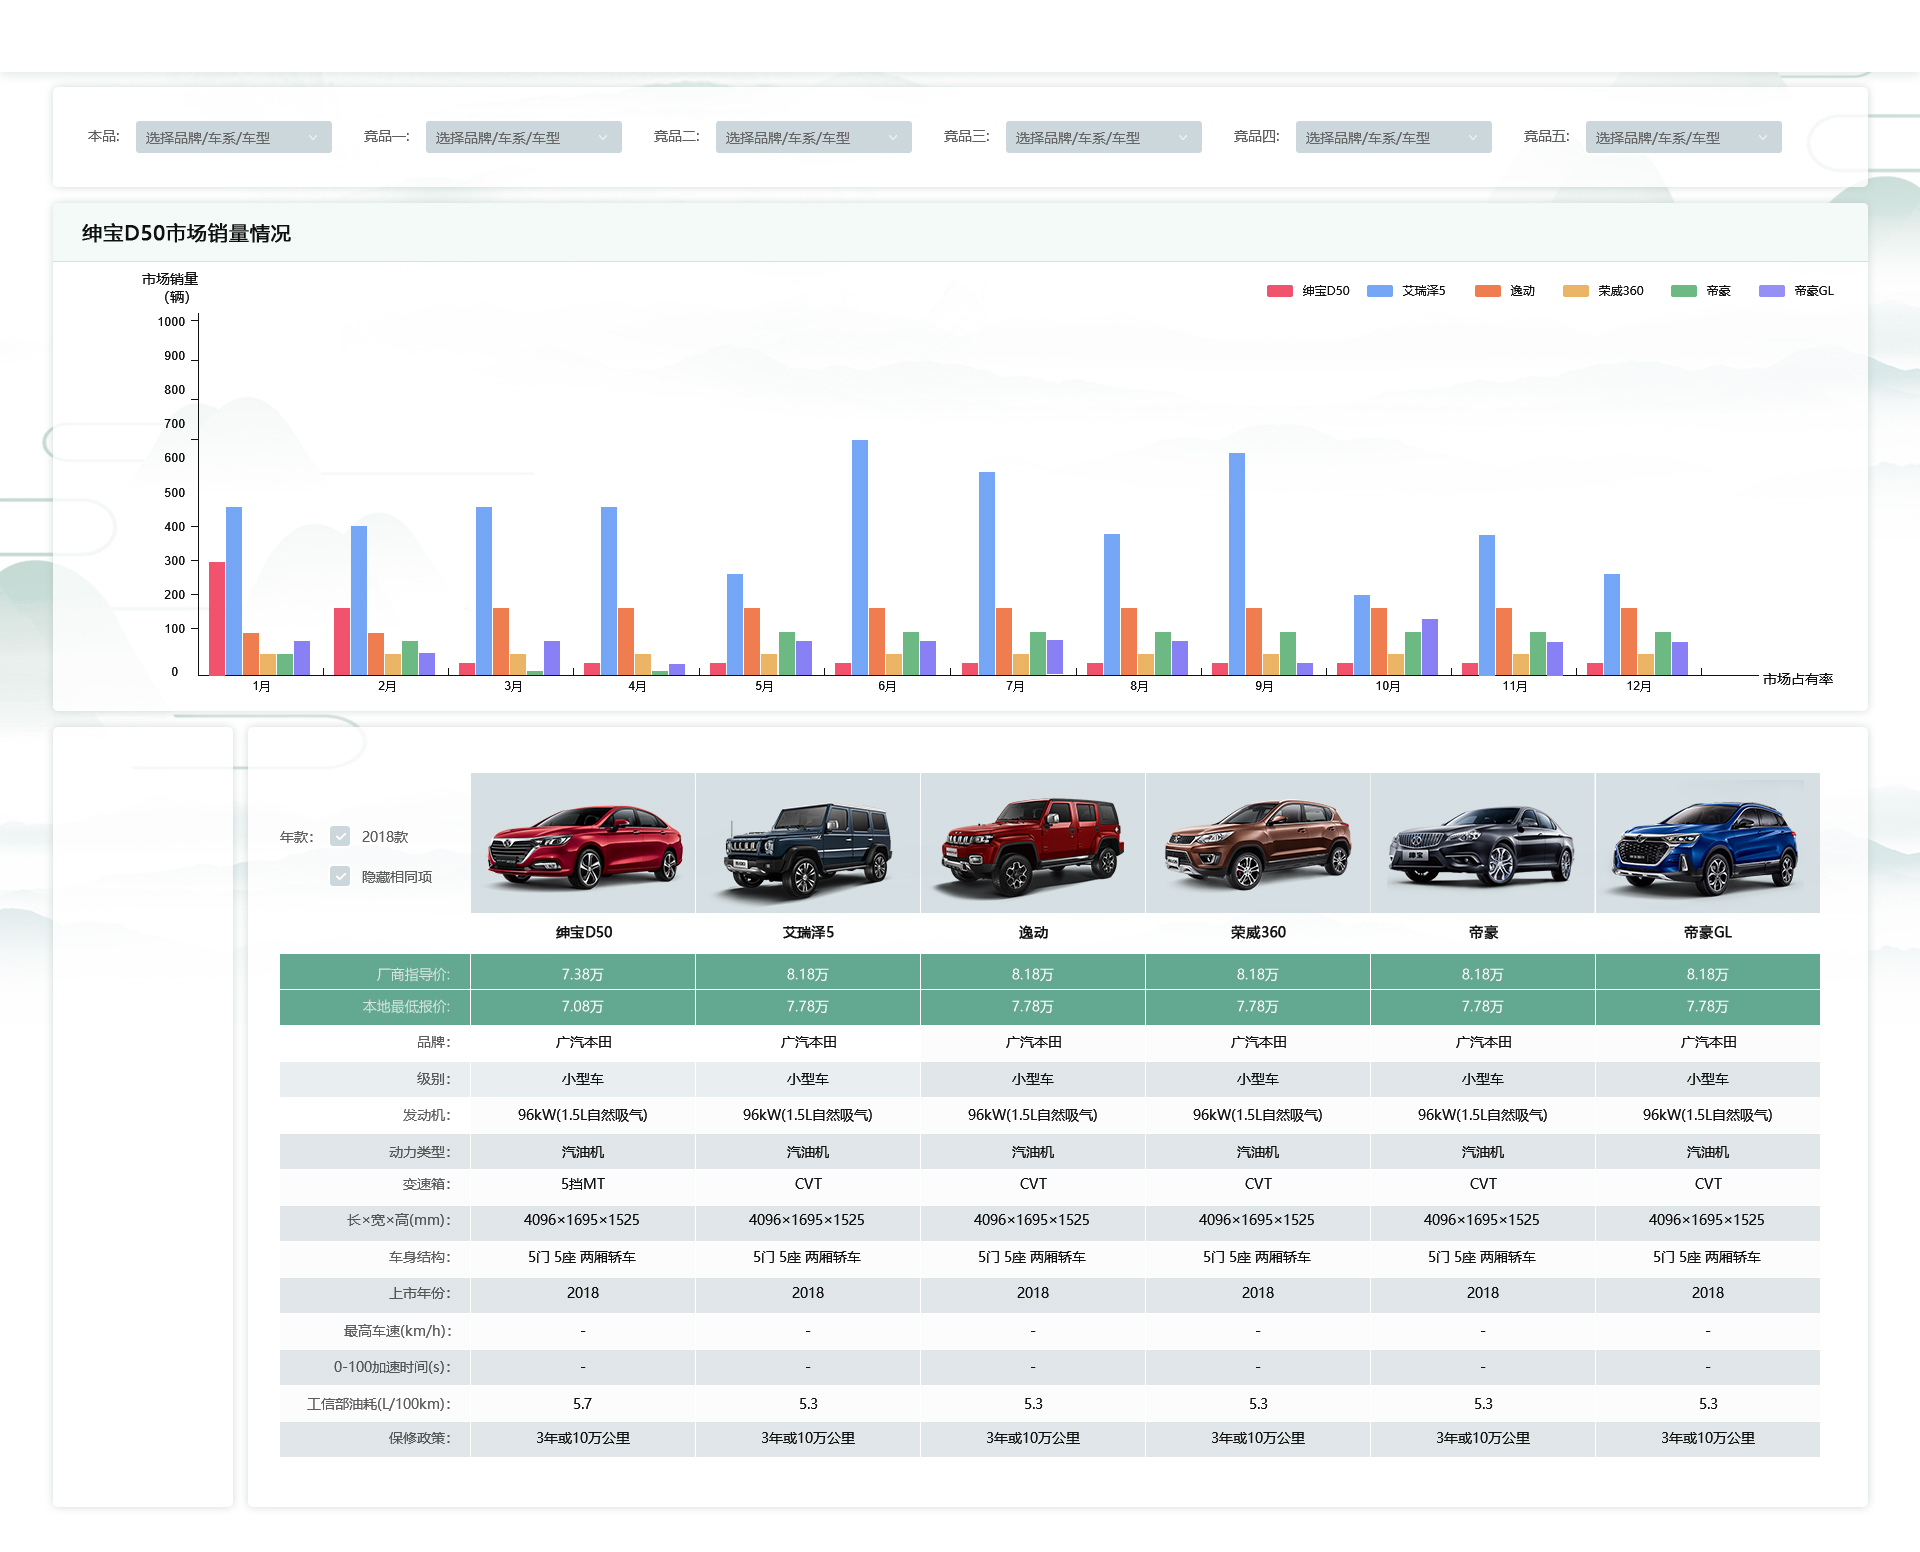 本品: 选择品牌/车系/车型 竞品一: 选择品牌/车系/车型 竞品二: 选择品牌/车系/车型 竞品三: 选择品牌/车系/车型 竞品四: 选择品牌/车系/车型 竞品五: 选择品牌/车系/车型
绅宝D50市场销量情况
市场销量
(辆)
绅宝D50 艾瑞泽5 逸动 荣威360 帝豪 帝豪GL
1000
900
800
700
600
500
400
300
200
100
0
1月 2月 3月 4月 5月 6月 7月 8月 9月 10月 11月 12月 市场占有率
年款: 2018款
隐藏相同项
绅宝
绅宝D50 艾瑞泽5 逸动 荣威360 帝豪 帝豪GL
厂商指导价: 7.38万 8.18万 8.18万 8.18万 8.18万 8.18万
本地最低报价: 7.08万 7.78万 7.78万 7.78万 7.78万 7.78万
品牌: 广汽本田 广汽本田 广汽本田 广汽本田 广汽本田 广汽本田
级别: 小型车 小型车 小型车 小型车 小型车 小型车
发动机: 96kW(1.5L自然吸气) 96kW(1.5L自然吸气) 96kW(1.5L自然吸气) 96kW(1.5L自然吸气) 96kW(1.5L自然吸气) 96kW(1.5L自然吸气)
动力类型: 汽油机 汽油机 汽油机 汽油机 汽油机 汽油机
变速箱: 5挡MT CVT CVT CVT CVT CVT
长×宽×高(mm): 4096×1695×1525 4096×1695×1525 4096×1695×1525 4096×1695×1525 4096×1695×1525 4096×1695×1525
车身结构: 5门 5座 两厢轿车 5门 5座 两厢轿车 5门 5座 两厢轿车 5门 5座 两厢轿车 5门 5座 两厢轿车 5门 5座 两厢轿车
上市年份: 2018 2018 2018 2018 2018 2018
最高车速(km/h): - - - - - -
0-100加速时间(s): - - - - - -
工信部油耗(L/100km): 5.7 5.3 5.3 5.3 5.3 5.3
保修政策: 3年或10万公里 3年或10万公里 3年或10万公里 3年或10万公里 3年或10万公里 3年或10万公里